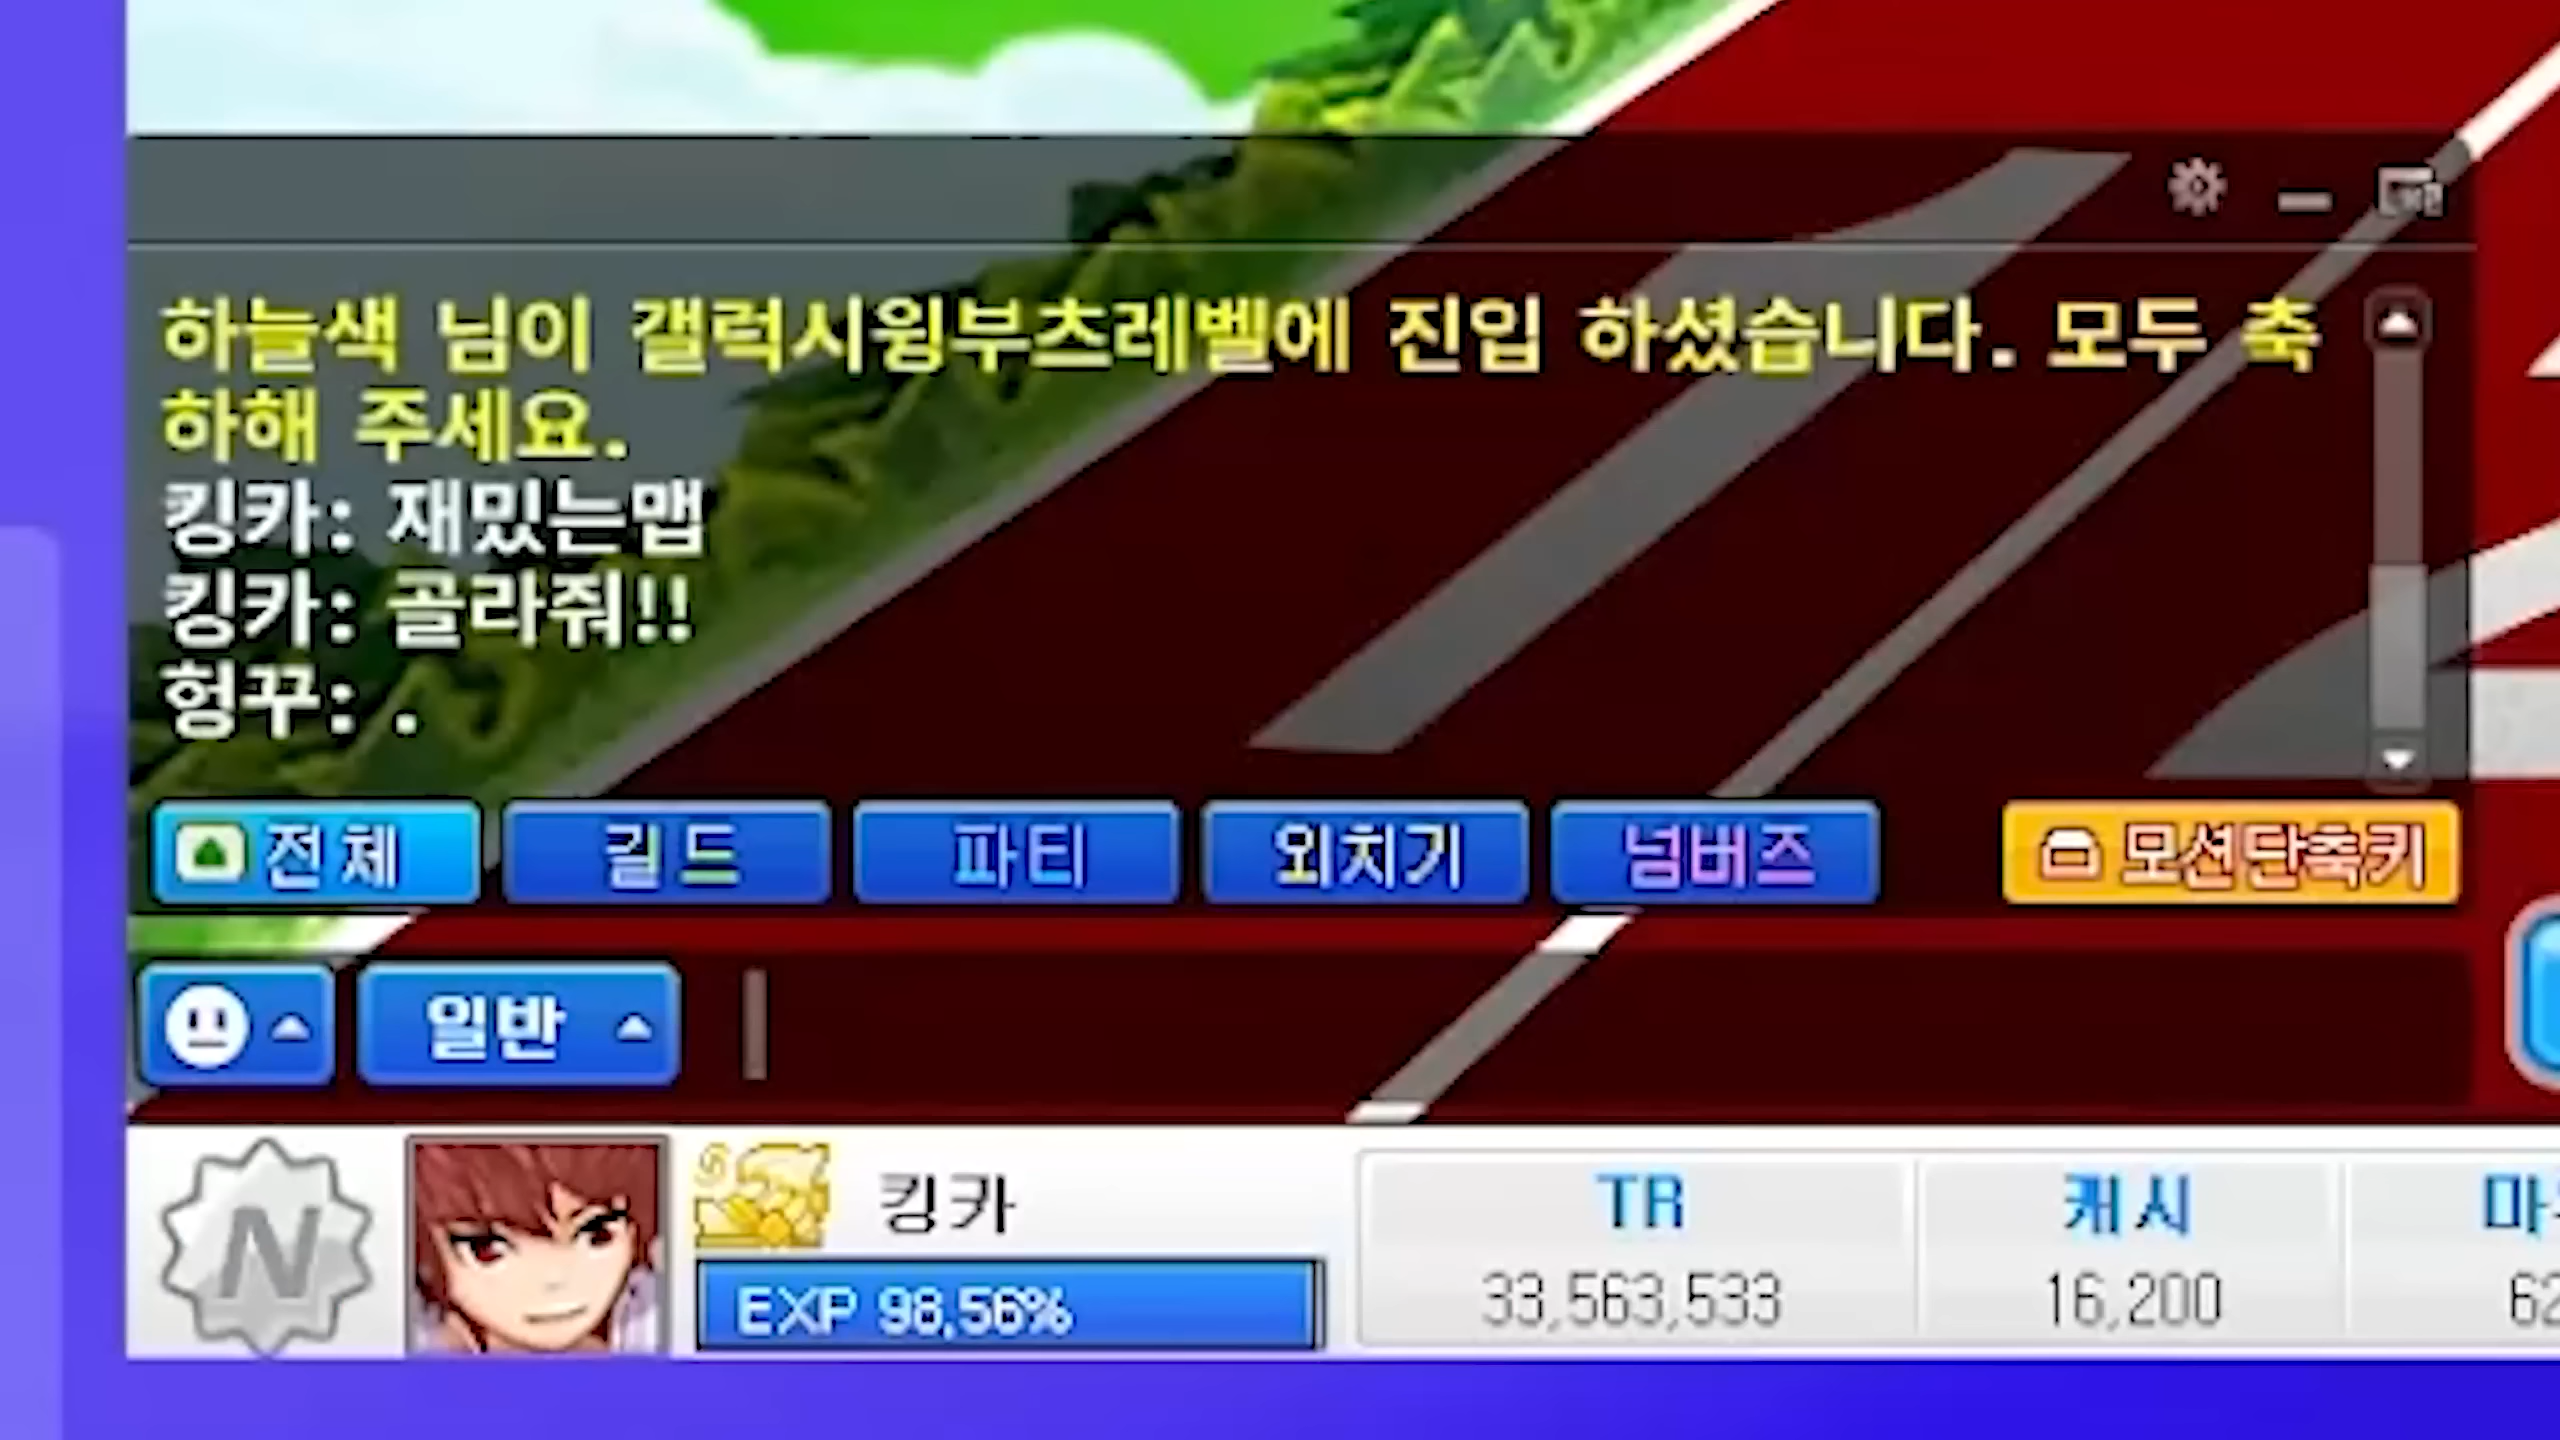 하늘색 님이 갤럭시윙부츠레벨에 진입 하셨습니다. 모두 축
하해 주세요.
킹카: 재밌는맵
킹카: 골라줘!!
헝꾸: .
전체 길드 파티 외치기 넘버즈 모션단축키
일반
N 킹카 TR 캐시
EXP 98,56% 33,563,533 16,200